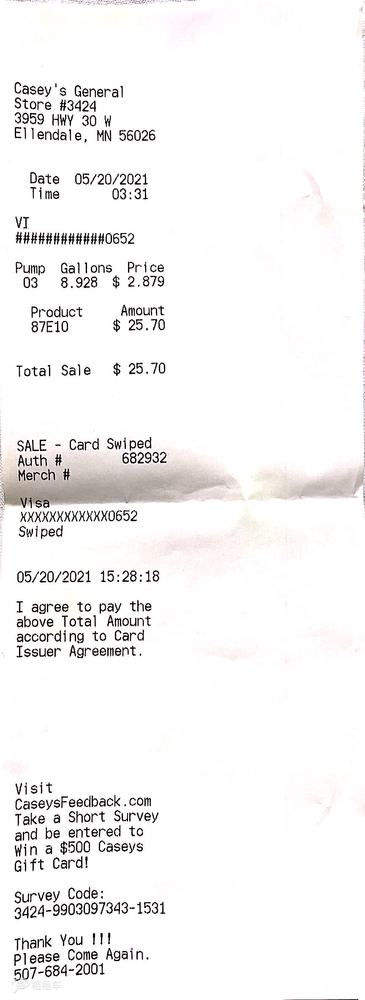 Casey's General
Store #3424
3959 HWY 30 W
Ellendale, MN 56026
Date 05/20/2021
Time 03:31
VI
############0652
Pump Gallons Price
03 8.928 $ 2.879
Product Amount
87E10 $ 25.70
Total Sale $ 25.70
SALE - Card Swiped
Auth # 682932
Merch #
Visa
XXXXXXXXXXXX0652
Swiped
05/20/2021 15:28:18
I agree to pay the
above Total Amount
according to Card
Issuer Agreement.
Visit
CaseysFeedback.com
Take a Short Survey
and be entered to
Win a $500 Caseys
Gift Card!
Survey Code:
3424-9903097343-1531
Thank You !!!
Please Come Again.
507-684-2001